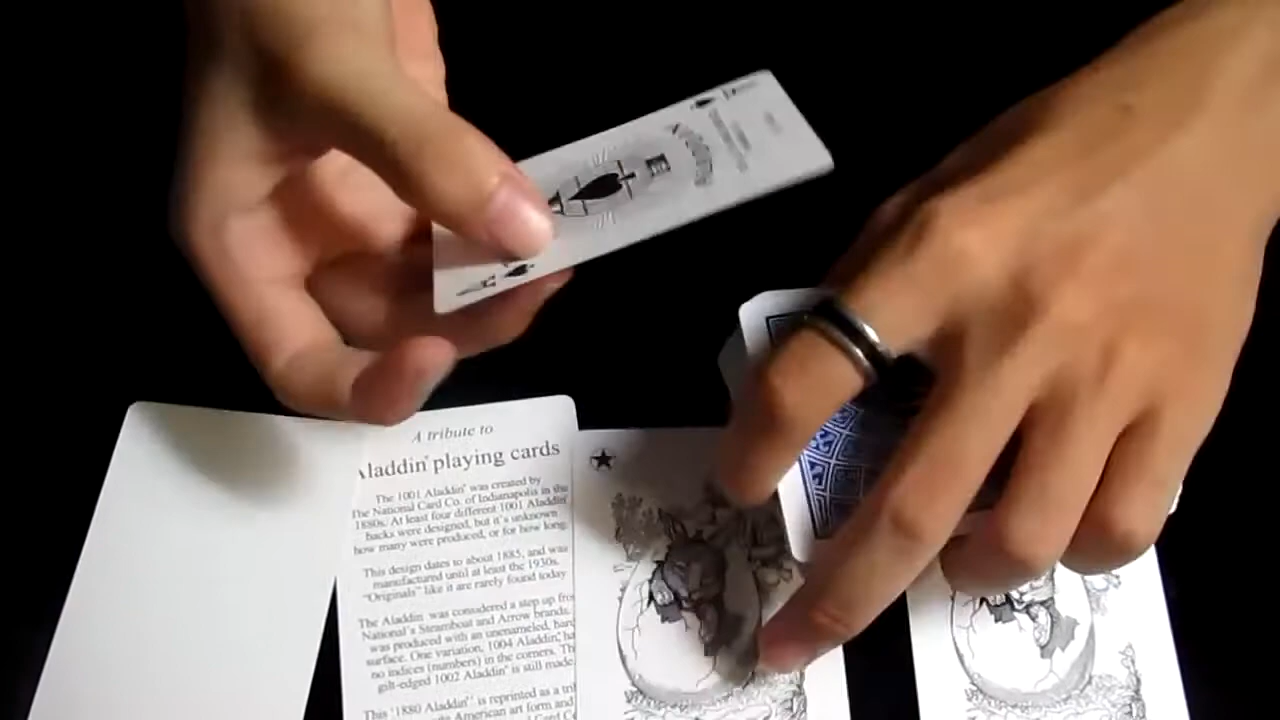 A tribute to
Aladdin® playing cards
The 1001 Aladdin® was created by
The National Card Co. of Indianapolis in the
1880s. At least four different 1001 Aladdin®
backs were designed, but it's unknown
how many were produced, or for how long.
This design dates to about 1885, and was
manufactured until at least the 1930s.
"Originals" like it are rarely found today
The Aladdin was considered a step up fro
National's Steamboat and Arrow brands.
was produced with an unenameled, hard
surface. One variation, 1004 Aladdin, ha
no indices (numbers) in the corners. Th
gilt-edged 1002 Aladdin® is still made
This "1880 Aladdin" is reprinted as a tri
American art form and
Card C